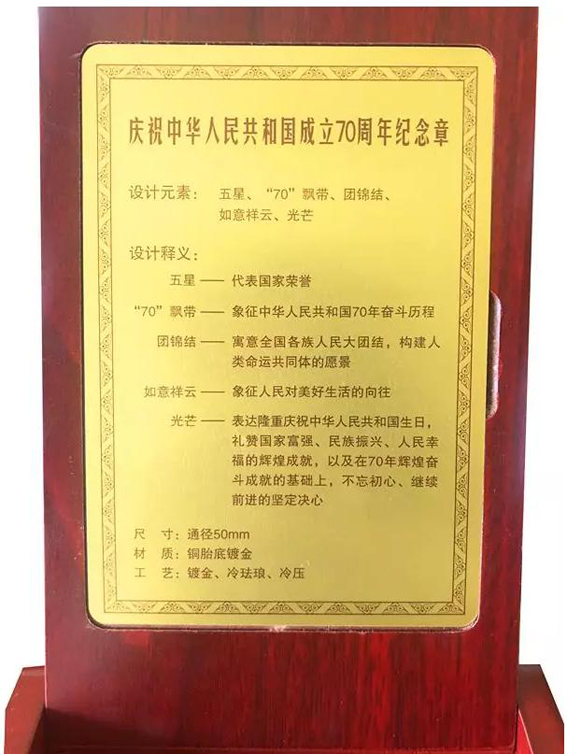 庆祝中华人民共和国成立70周年纪念章
设计元素： 五星、“70”飘带、团锦结、
如意祥云、光芒
设计释义：
五星 —— 代表国家荣誉
“70”飘带 —— 象征中华人民共和国70年奋斗历程
团锦结 —— 寓意全国各族人民大团结，构建人
类命运共同体的愿景
如意祥云 —— 象征人民对美好生活的向往
光芒 —— 表达隆重庆祝中华人民共和国生日，
礼赞国家富强、民族振兴、人民幸
福的辉煌成就，以及在70年辉煌奋
斗成就的基础上，不忘初心、继续
前进的坚定决心
尺 寸：通径50mm
材 质：铜胎底镀金
工 艺：镀金、冷珐琅、冷压